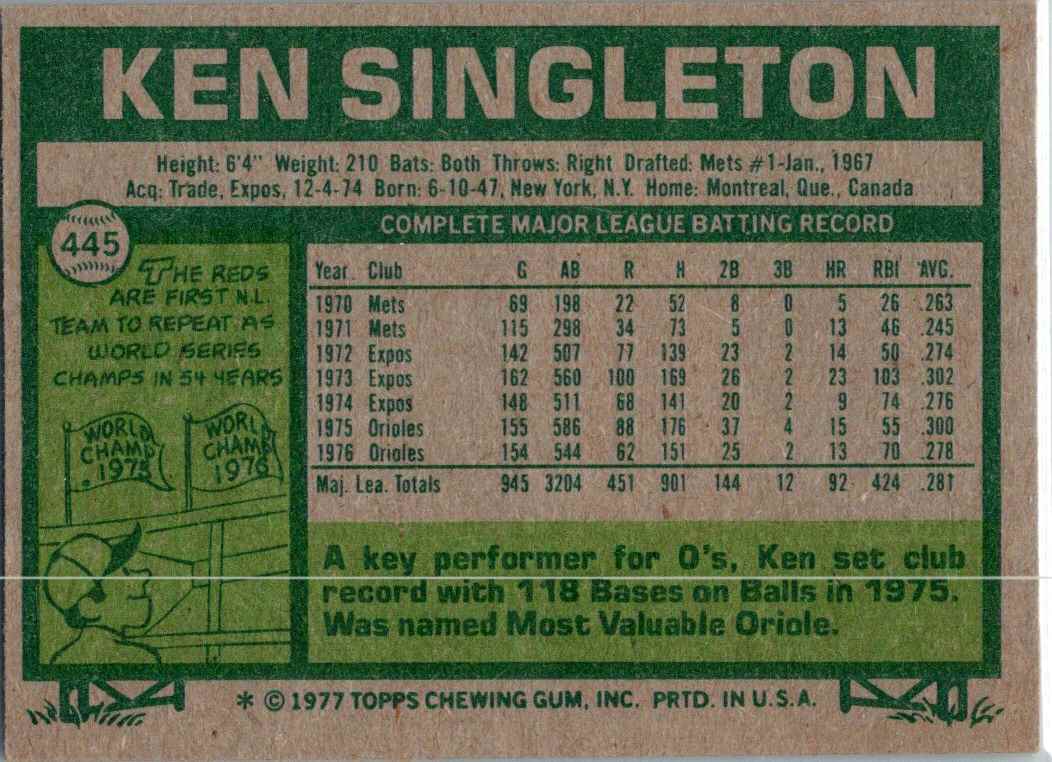 KEN SINGLETON
Height: 6'4" Weight: 210 Bats: Both Throws: Right Drafted: Mets #1-Jan., 1967
Acq: Trade, Expos, 12-4-74 Born: 6-10-47, New York, N.Y. Home: Montreal, Que., Canada
445
THE REDS
ARE FIRST N.L.
TEAM TO REPEAT AS
WORLD SERIES
CHAMPS IN 54 YEARS
WORLD
CHAMP
1975
WORLD
CHAMP
1976
COMPLETE MAJOR LEAGUE BATTING RECORD
Year Club G AB R H 2B 3B HR RBI AVG.
1970 Mets 69 198 22 52 8 0 5 26 .263
1971 Mets 115 298 34 73 5 0 13 46 .245
1972 Expos 142 507 77 139 23 2 14 50 .274
1973 Expos 162 560 100 169 26 2 23 103 .302
1974 Expos 148 511 68 141 20 2 9 74 .276
1975 Orioles 155 586 88 176 37 4 15 55 .300
1976 Orioles 154 544 62 151 25 2 13 70 .278
Maj. Lea. Totals 945 3204 451 901 144 12 92 424 .281
A key performer for O's, Ken set club
record with 118 Bases on Balls in 1975.
Was named Most Valuable Oriole.
* © 1977 TOPPS CHEWING GUM, INC. PRTD. IN U.S.A.